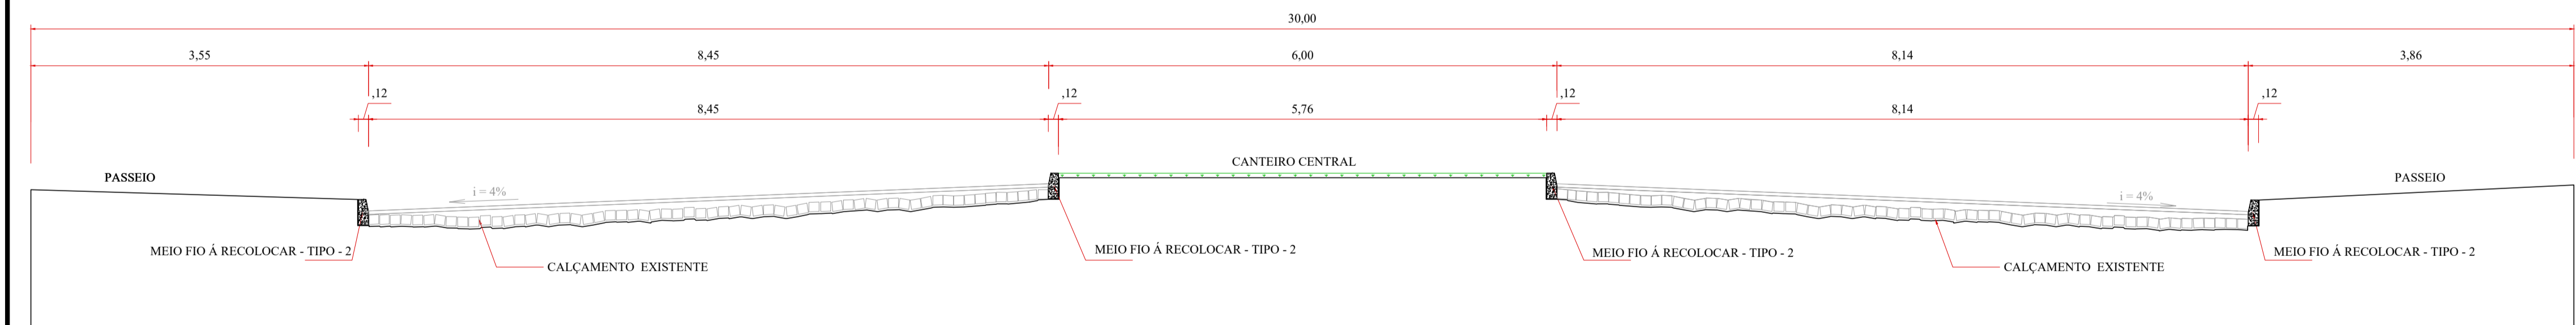 30,00
3,55
8,45
6,00
8,14
3,86
,12
,12
,12
,12
8,45
5,76
8,14
CANTEIRO CENTRAL
PASSEIO
PASSEIO
i = 4%
i = 4%
MEIO FIO Á RECOLOCAR - TIPO - 2
MEIO FIO Á RECOLOCAR - TIPO - 2
MEIO FIO Á RECOLOCAR - TIPO - 2
MEIO FIO Á RECOLOCAR - TIPO - 2
CALÇAMENTO EXISTENTE
CALÇAMENTO EXISTENTE